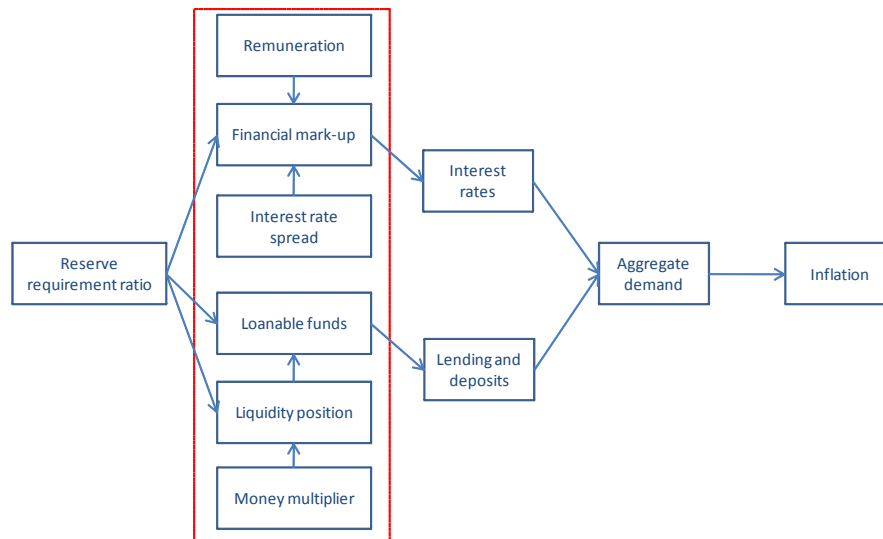 Remuneration
Financial mark-up
Interest rate
spread
Interest
rates
Reserve
requirement ratio
Aggregate
demand
Inflation
Loanable funds
Lending and
deposits
Liquidity position
Money multiplier